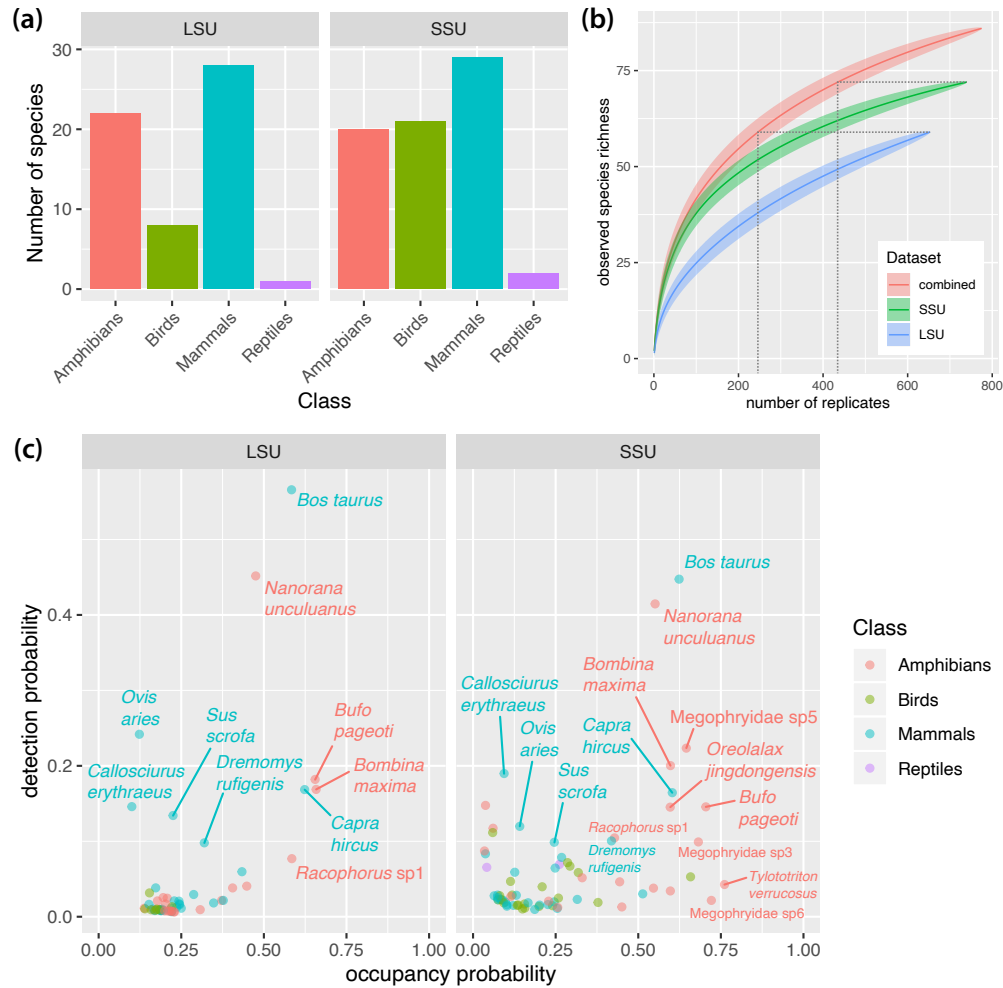 (a)
LSU
SSU
30
20
10
0
Number of species
Amphibians
Birds
Mammals
Reptiles
Amphibians
Birds
Mammals
Reptiles
Class
(b)
75
50
25
0
observed species richness
Dataset
combined
SSU
LSU
0
200
400
600
800
number of replicates
(c)
LSU
SSU
0.4
0.2
0.0
detection probability
Bos taurus
Nanorana
unculuanus
Ovis
aries
Sus
scrofa
Bufo
pageoti
Callosciurus
erythraeus
Dremomys
rufigenis
Bombina
maxima
Capra
hircus
Racophorus sp1
Bos taurus
Nanorana
unculuanus
Bombina
maxima
Callosciurus
erythraeus
Ovis
aries
Capra
hircus
Megophryidae sp5
Oreolalax
jingdongensis
Sus
scrofa
Bufo
pageoti
Racophorus sp1
Dremomys
rufigenis
Megophryidae sp3
Tylototriton
verrucosus
Megophryidae sp6
0.00
0.25
0.50
0.75
1.00
0.00
0.25
0.50
0.75
1.00
occupancy probability
Class
Amphibians
Birds
Mammals
Reptiles